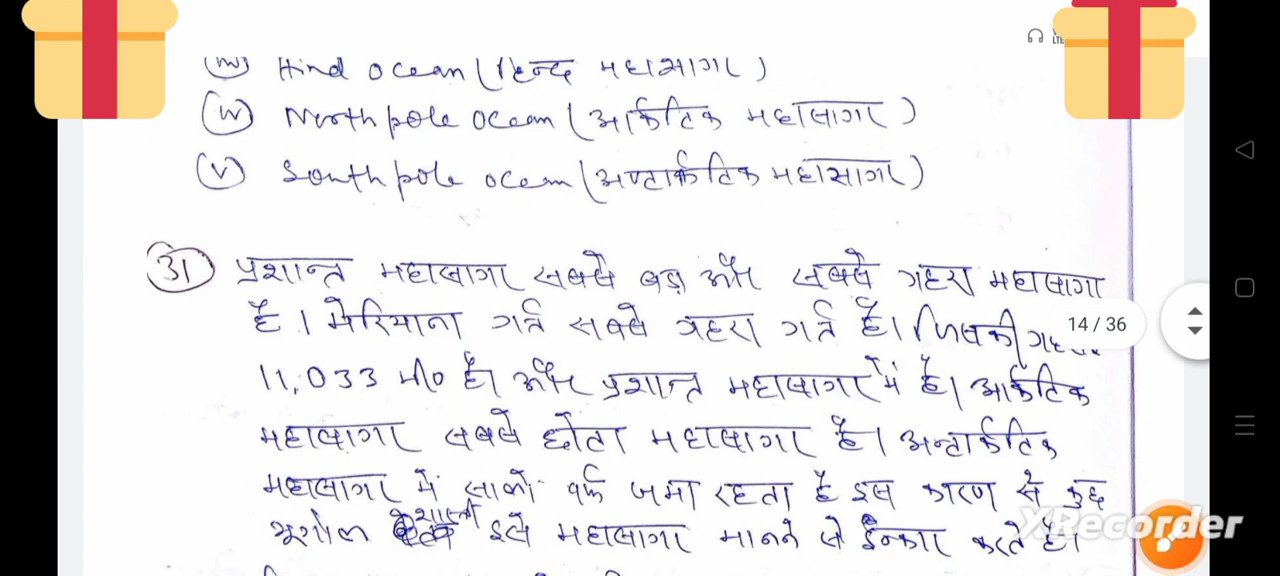 (iii) Hind ocean (हिन्द महासागर)
(iv) North pole ocean (आर्कटिक महासागर)
(v) South pole ocean (अण्टार्कटिक महासागर)
31 प्रशान्त महासागर सबसे बड़ा और सबसे गहरा महासागर
है। मेरियाना गर्त सबसे गहरा गर्त है। जिसकी
14 / 36
11,033 मी० है। और प्रशान्त महासागर में है। आर्कटिक
महासागर सबसे छोटा महासागर है। अन्टार्कटिक
महासागर में सालों बर्फ जमा रहता है इस कारण से कुछ
भूगोल शास्त्री इसे महासागर मानने से ईन्कार करते है।
XRecorder